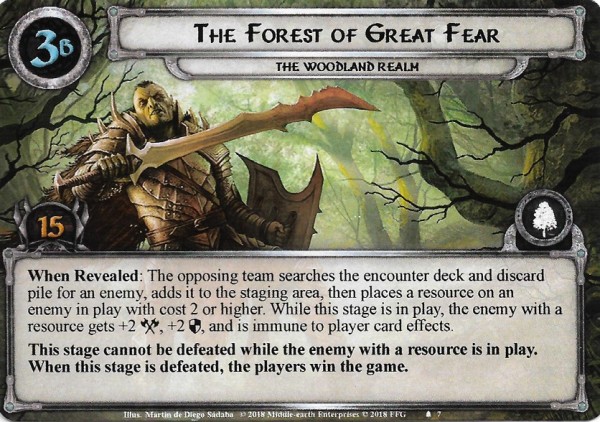 3B
THE FOREST OF GREAT FEAR
THE WOODLAND REALM
15
When Revealed: The opposing team searches the encounter deck and discard
pile for an enemy, adds it to the staging area, then places a resource on an
enemy in play with cost 2 or higher. While this stage is in play, the enemy with a
resource gets +2 , +2 , and is immune to player card effects.
This stage cannot be defeated while the enemy with a resource is in play.
When this stage is defeated, the players win the game.
Illus. Martin de Diego Sádaba © 2018 Middle-earth Enterprises © 2018 FFG 7